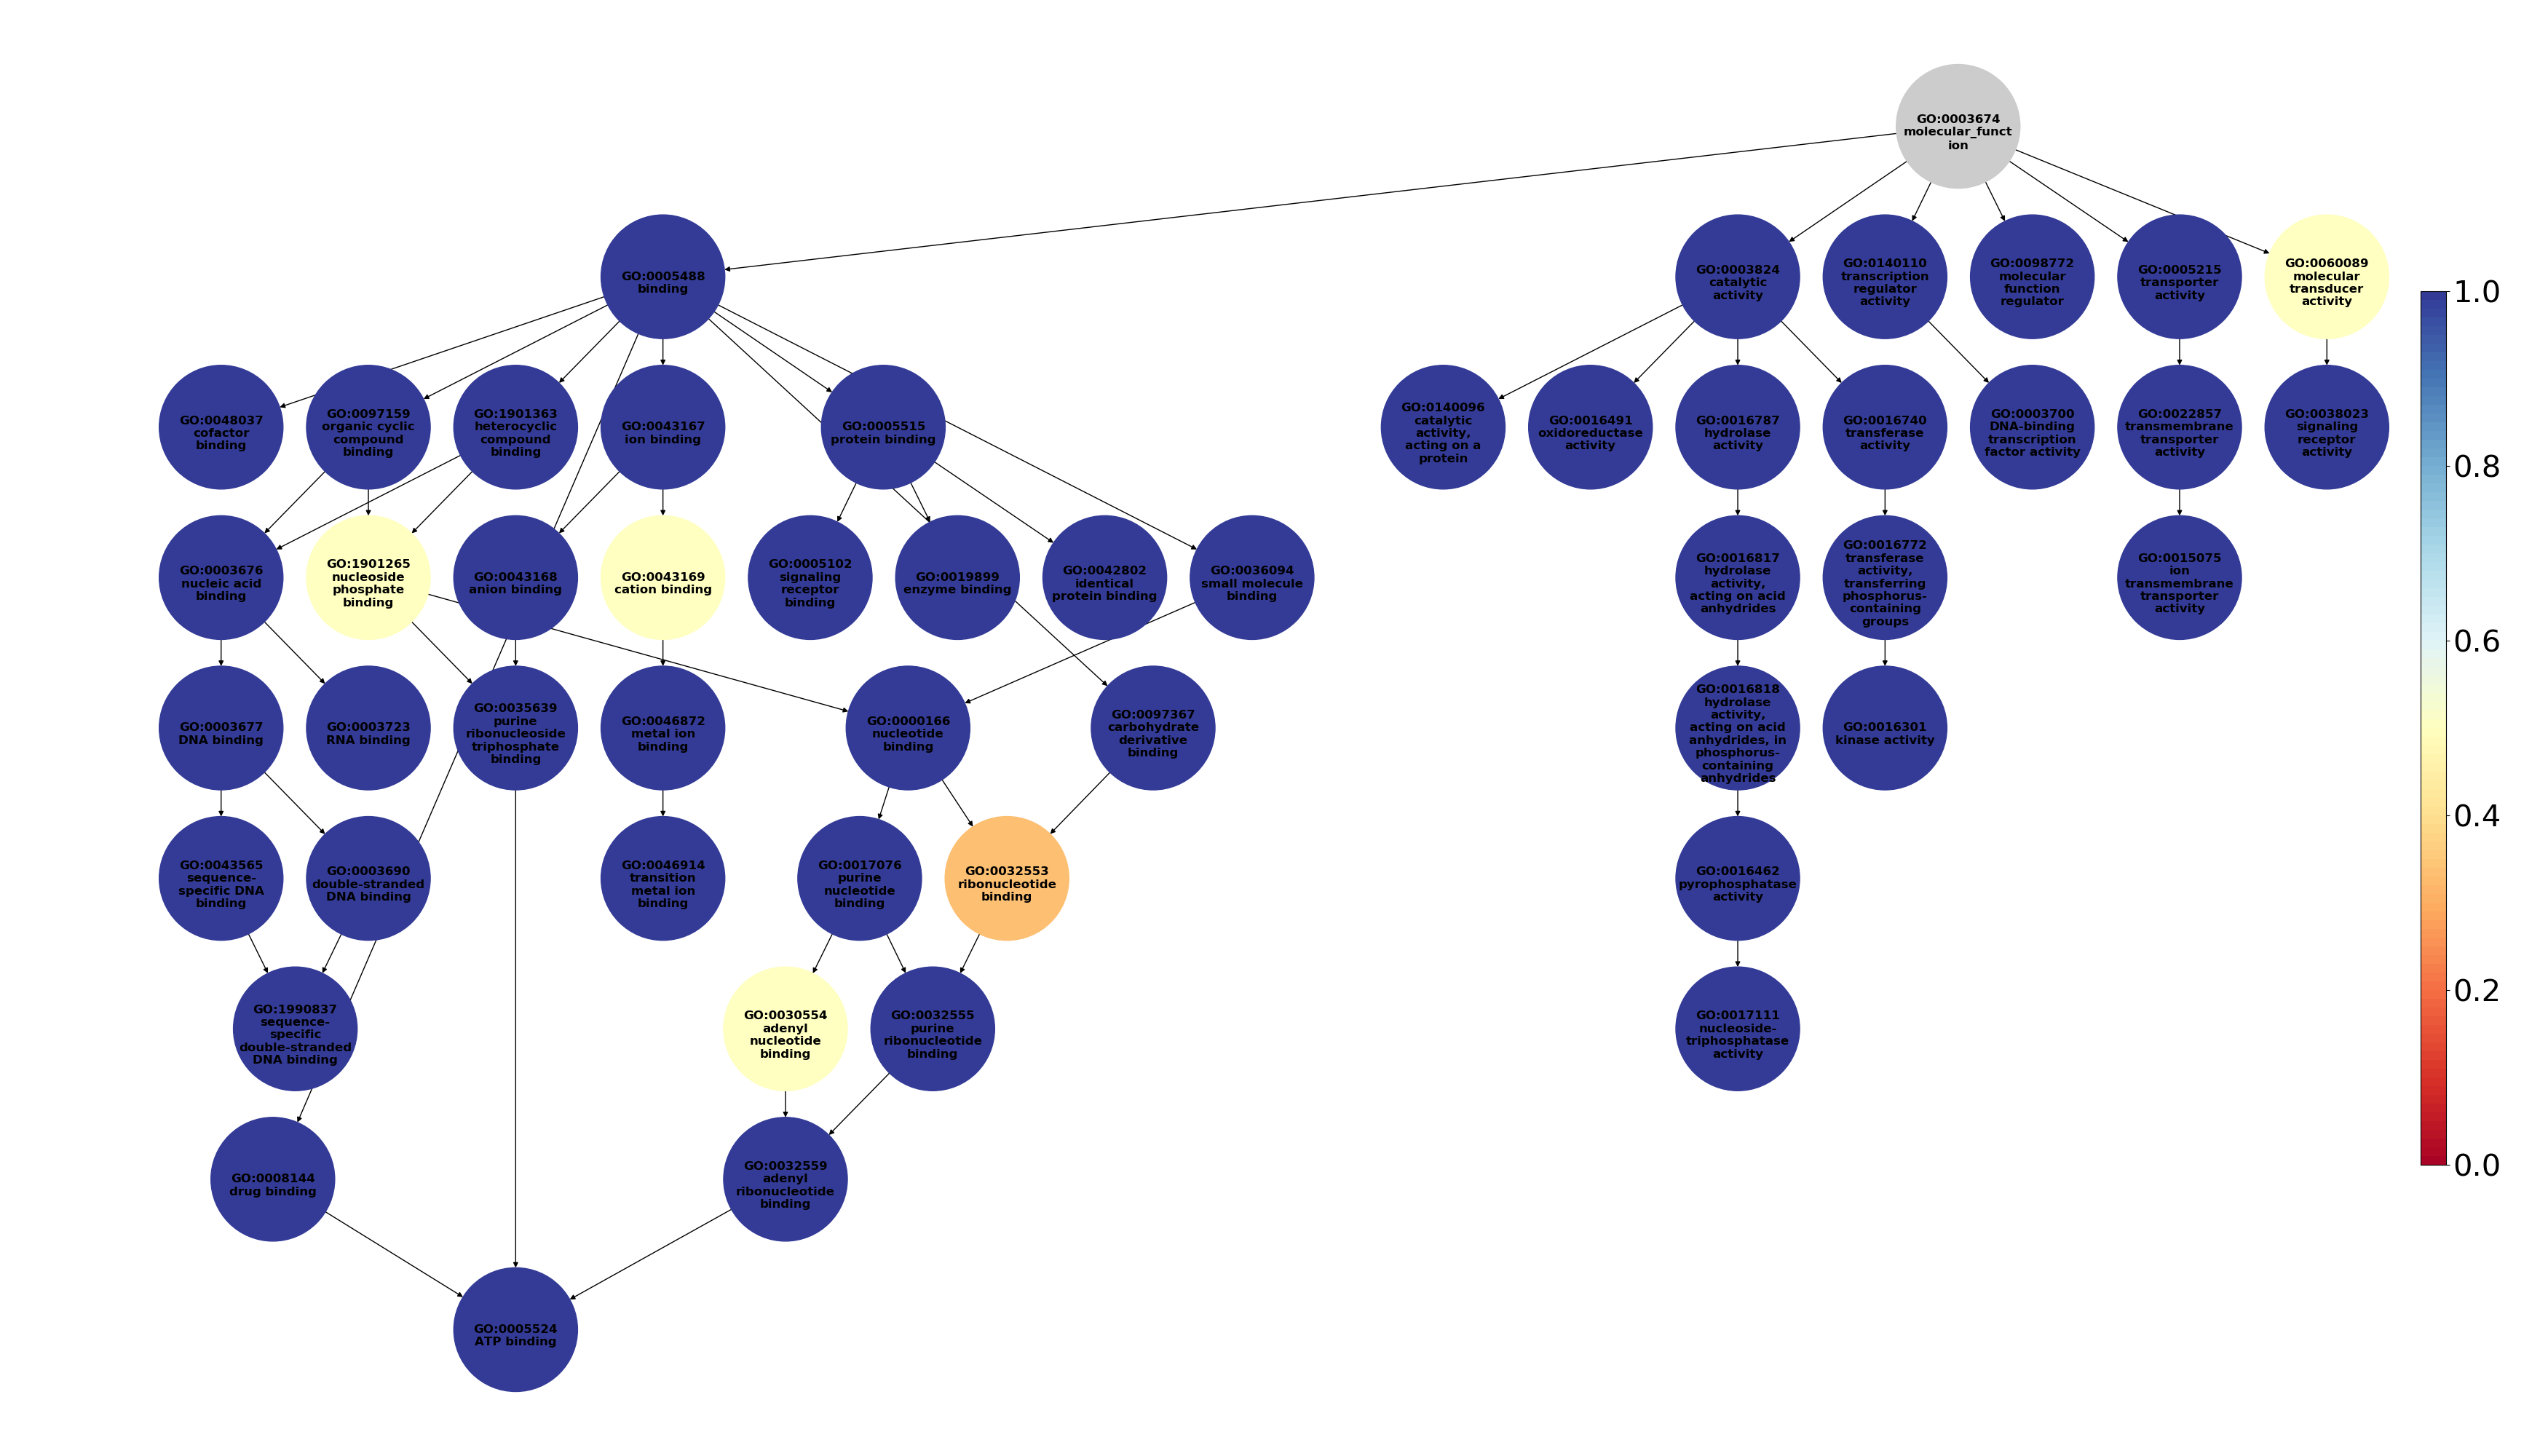 GO:0003674
molecular_funct
ion
GO:0005488
binding
GO:0003824
catalytic
activity
GO:0140110
transcription
regulator
activity
GO:0098772
molecular
function
regulator
GO:0005215
transporter
activity
GO:0060089
molecular
transducer
activity
GO:0048037
cofactor
binding
GO:0097159
organic cyclic
compound
binding
GO:1901363
heterocyclic
compound
binding
GO:0043167
ion binding
GO:0005515
protein binding
GO:0140096
catalytic
activity,
acting on a
protein
GO:0016491
oxidoreductase
activity
GO:0016787
hydrolase
activity
GO:0016740
transferase
activity
GO:0003700
DNA-binding
transcription
factor activity
GO:0022857
transmembrane
transporter
activity
GO:0038023
signaling
receptor
activity
GO:0003676
nucleic acid
binding
GO:1901265
nucleoside
phosphate
binding
GO:0043168
anion binding
GO:0043169
cation binding
GO:0005102
signaling
receptor
binding
GO:0019899
enzyme binding
GO:0042802
identical
protein binding
GO:0036094
small molecule
binding
GO:0016817
hydrolase
activity,
acting on acid
anhydrides
GO:0016772
transferase
activity,
transferring
phosphorus-
containing
groups
GO:0015075
ion
transmembrane
transporter
activity
GO:0003677
DNA binding
GO:0003723
RNA binding
GO:0035639
purine
ribonucleoside
triphosphate
binding
GO:0046872
metal ion
binding
GO:0000166
nucleotide
binding
GO:0097367
carbohydrate
derivative
binding
GO:0016818
hydrolase
activity,
acting on acid
anhydrides, in
phosphorus-
containing
anhydrides
GO:0016301
kinase activity
GO:0043565
sequence-
specific DNA
binding
GO:0003690
double-stranded
DNA binding
GO:0046914
transition
metal ion
binding
GO:0017076
purine
nucleotide
binding
GO:0032553
ribonucleotide
binding
GO:0016462
pyrophosphatase
activity
GO:1990837
sequence-
specific
double-stranded
DNA binding
GO:0030554
adenyl
nucleotide
binding
GO:0032555
purine
ribonucleotide
binding
GO:0017111
nucleoside-
triphosphatase
activity
GO:0008144
drug binding
GO:0032559
adenyl
ribonucleotide
binding
GO:0005524
ATP binding
1.0
0.8
0.6
0.4
0.2
0.0